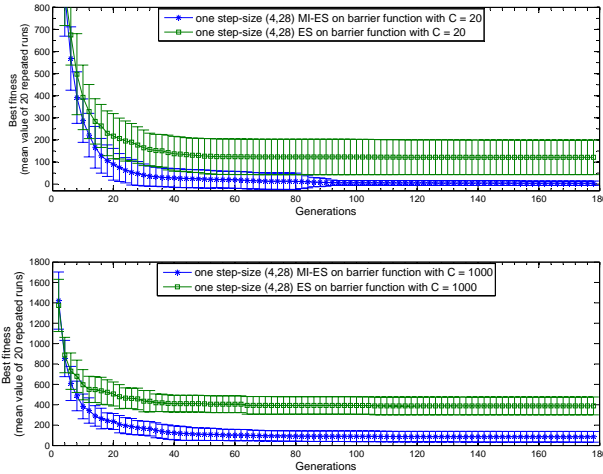 one step-size (4,28) MI-ES on barrier function with C = 20
one step-size (4,28) ES on barrier function with C = 20
Best fitness
(mean value of 20 repeated runs)
800
700
600
500
400
300
200
100
0
0 20 40 60 80 100 120 140 160 180
Generations
one step-size (4,28) MI-ES on barrier function with C = 1000
one step-size (4,28) ES on barrier function with C = 1000
Best fitness
(mean value of 20 repeated runs)
1800
1600
1400
1200
1000
800
600
400
200
0
0 20 40 60 80 100 120 140 160 180
Generations